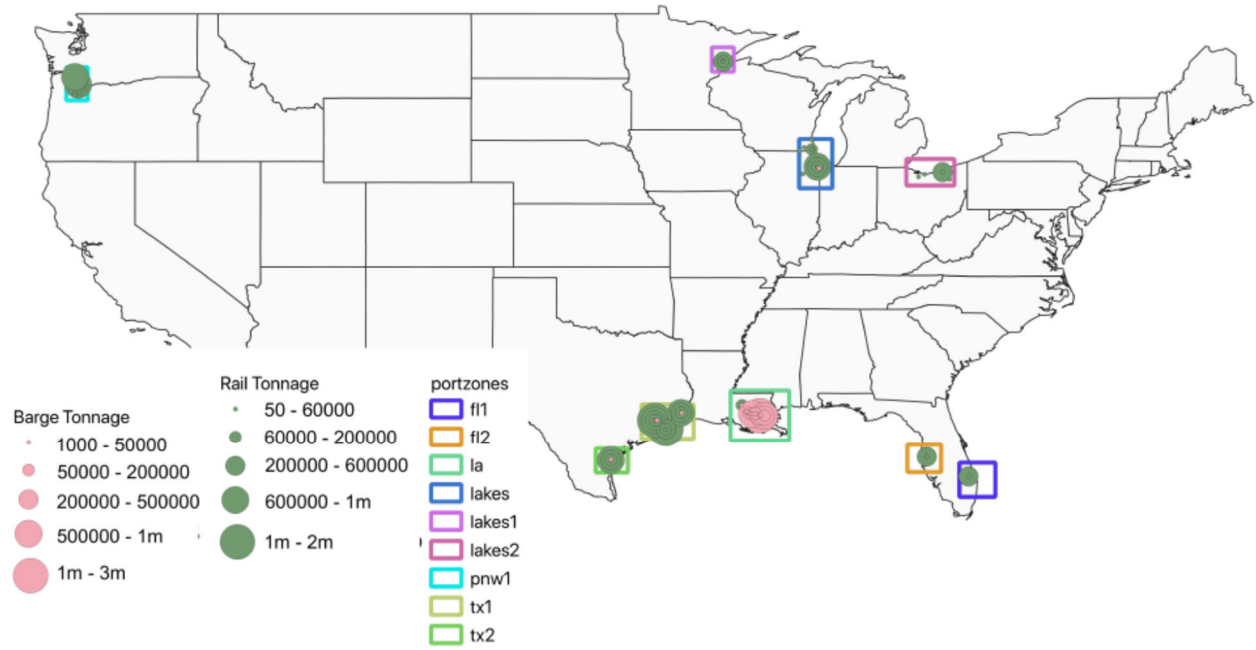 Barge Tonnage
1000 - 50000
50000 - 200000
200000 - 500000
500000 - 1m
1m - 3m
Rail Tonnage
50 - 60000
60000 - 200000
200000 - 600000
600000 - 1m
1m - 2m
portzones
fl1
fl2
la
lakes
lakes1
lakes2
pnw1
tx1
tx2